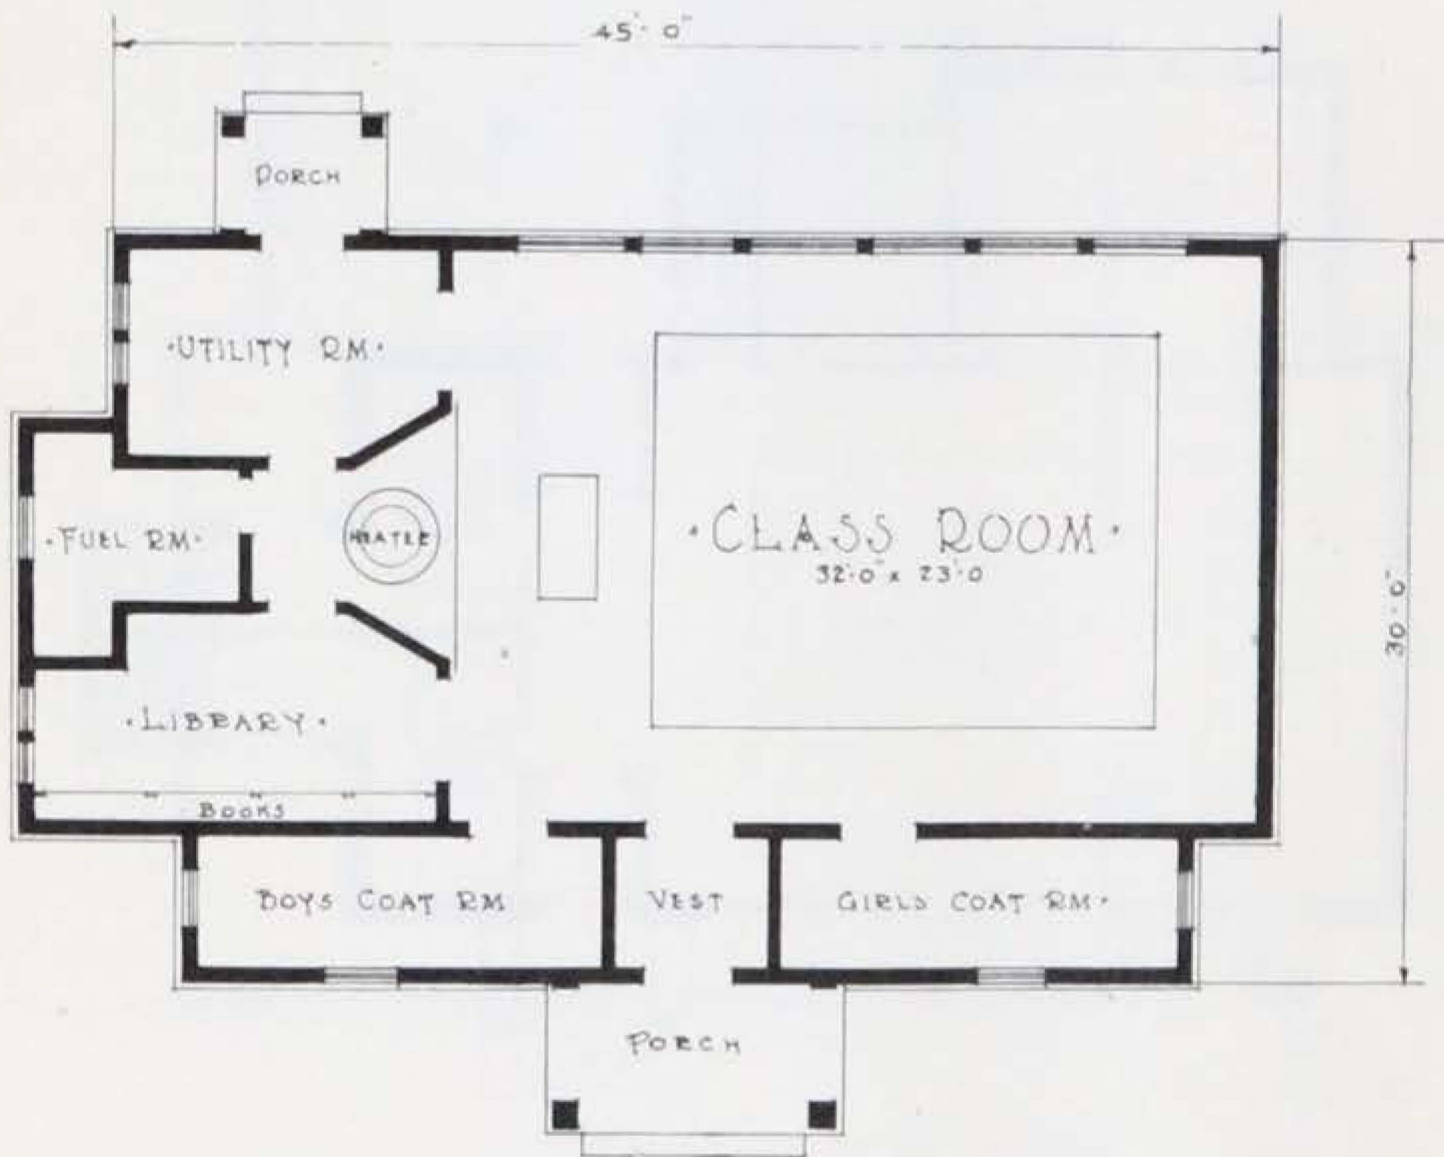 45'-0"
PORCH
·UTILITY RM·
·FUEL RM·
HEATER
·CLASS ROOM·
32'-0" x 23'-0
30'-0"
·LIBRARY·
BOOKS
BOYS COAT RM
VEST
GIRLS COAT RM·
PORCH